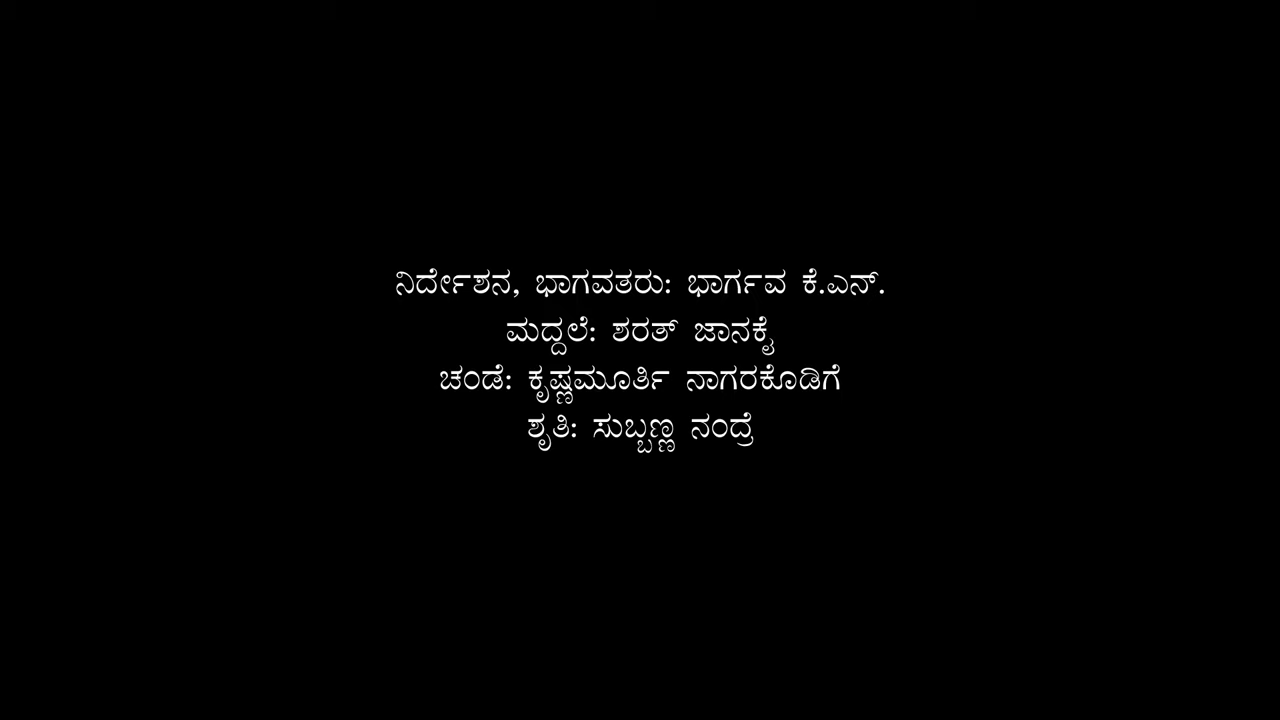 ನಿರ್ದೇಶನ, ಭಾಗವತರು: ಭಾರ್ಗವ ಕೆ.ಎನ್.
ಮದ್ದಲೆ: ಶರತ್ ಜಾನಕೈ
ಚಂಡೆ: ಕೃಷ್ಣಮೂರ್ತಿ ನಾಗರಕೊಡಿಗೆ
ಶೃತಿ: ಸುಬ್ಬಣ್ಣ ನಂದ್ರೆ